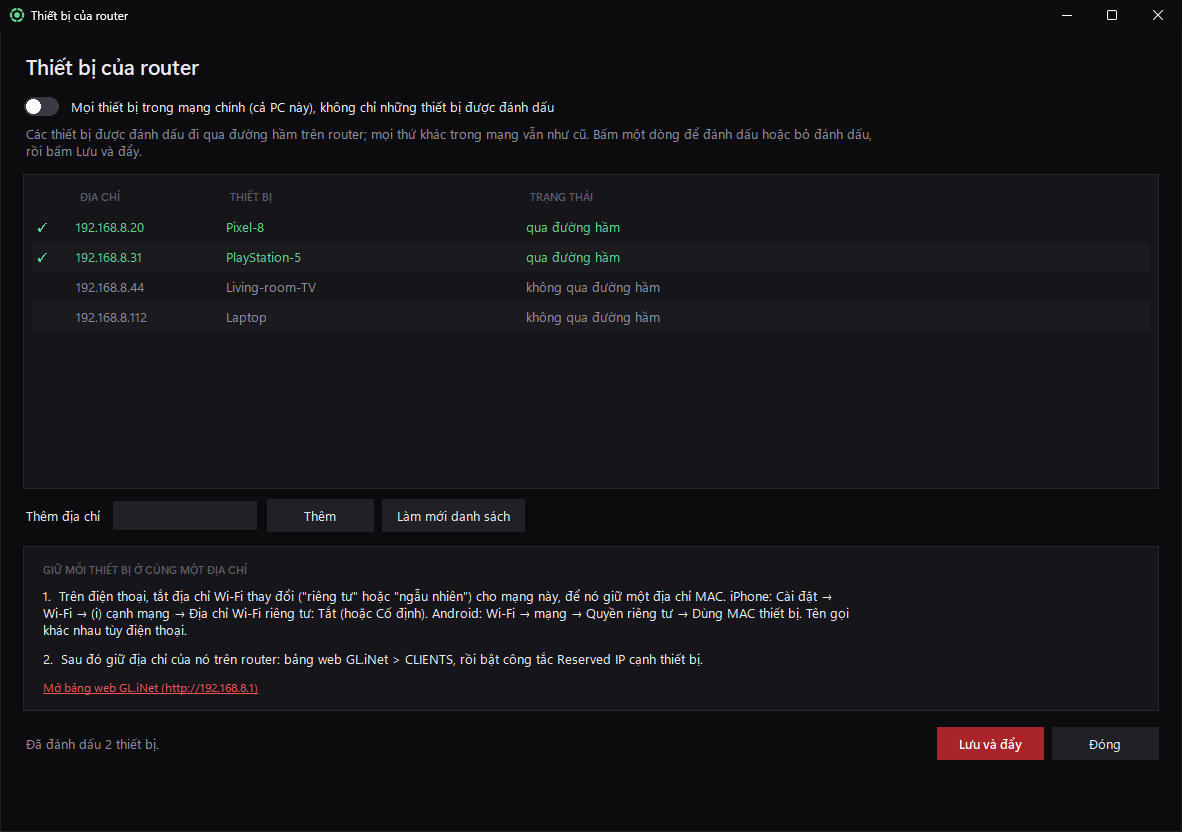 Thiết bị của router
Thiết bị của router
Mọi thiết bị trong mạng chính (cả PC này), không chỉ những thiết bị được đánh dấu
Các thiết bị được đánh dấu đi qua đường hầm trên router; mọi thứ khác trong mạng vẫn như cũ. Bấm một dòng để đánh dấu hoặc bỏ đánh dấu,
rồi bấm Lưu và đẩy.
ĐỊA CHỈ THIẾT BỊ TRẠNG THÁI
✓ 192.168.8.20 Pixel-8 qua đường hầm
✓ 192.168.8.31 PlayStation-5 qua đường hầm
192.168.8.44 Living-room-TV không qua đường hầm
192.168.8.112 Laptop không qua đường hầm
Thêm địa chỉ Thêm Làm mới danh sách
GIỮ MỖI THIẾT BỊ Ở CÙNG MỘT ĐỊA CHỈ
1. Trên điện thoại, tắt địa chỉ Wi-Fi thay đổi ("riêng tư" hoặc "ngẫu nhiên") cho mạng này, để nó giữ một địa chỉ MAC. iPhone: Cài đặt →
Wi-Fi → (i) cạnh mạng → Địa chỉ Wi-Fi riêng tư: Tắt (hoặc Cố định). Android: Wi-Fi → mạng → Quyền riêng tư → Dùng MAC thiết bị. Tên gọi
khác nhau tùy điện thoại.
2. Sau đó giữ địa chỉ của nó trên router: bảng web GL.iNet > CLIENTS, rồi bật công tắc Reserved IP cạnh thiết bị.
Mở bảng web GL.iNet (http://192.168.8.1)
Đã đánh dấu 2 thiết bị. Lưu và đẩy Đóng